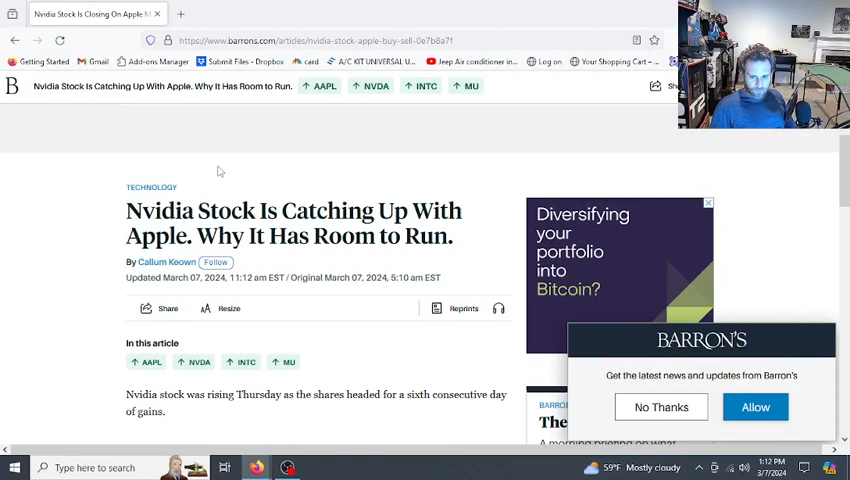 Nvidia Stock Is Closing On Apple M
https://www.barrons.com/articles/nvidia-stock-apple-buy-sell-0e7b8a7f
Getting Started Gmail Add-ons Manager Submit Files - Dropbox card A/C KIT UNIVERSAL U... Jeep Air conditioner in... Log on Your Shopping Cart –...
B Nvidia Stock Is Catching Up With Apple. Why It Has Room to Run. AAPL NVDA INTC MU
TECHNOLOGY
Nvidia Stock Is Catching Up With
Apple. Why It Has Room to Run.
By Callum Keown Follow
Updated March 07, 2024, 11:12 am EST / Original March 07, 2024, 5:10 am EST
Share Resize Reprints
In this article
AAPL NVDA INTC MU
Nvidia stock was rising Thursday as the shares headed for a sixth consecutive day
of gains.
Diversifying
your
portfolio
into
Bitcoin?
BARRON'S
Get the latest news and updates from Barron's
No Thanks Allow
BARRON
The
A morning briefing on what
Type here to search
59°F Mostly cloudy
1:12 PM
3/7/2024